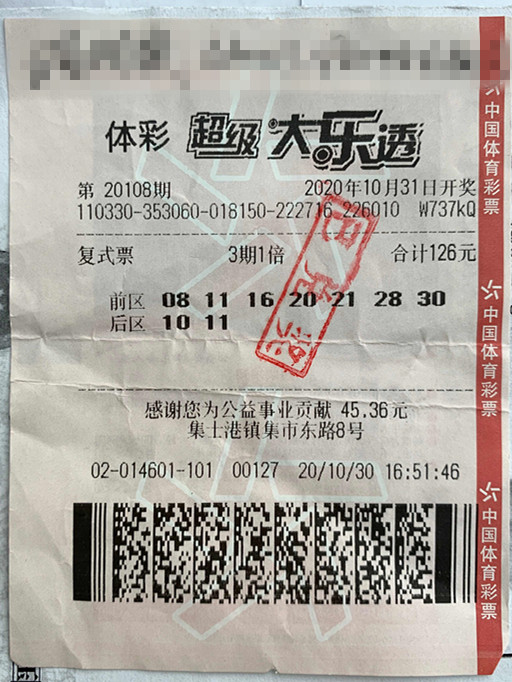 体彩 超级大乐透
第 20108期 2020年10月31日开奖
110330-353060-018150-222716 226010 W737kQ
复式票 3期1倍 合计126元
前区 08 11 16 20 21 28 30
后区 10 11
已兑奖
感谢您为公益事业贡献 45.36元
集士港镇集市东路8号
02-014601-101 00127 20/10/30 16:51:46
中国体育彩票
中国体育彩票
中国体育彩票